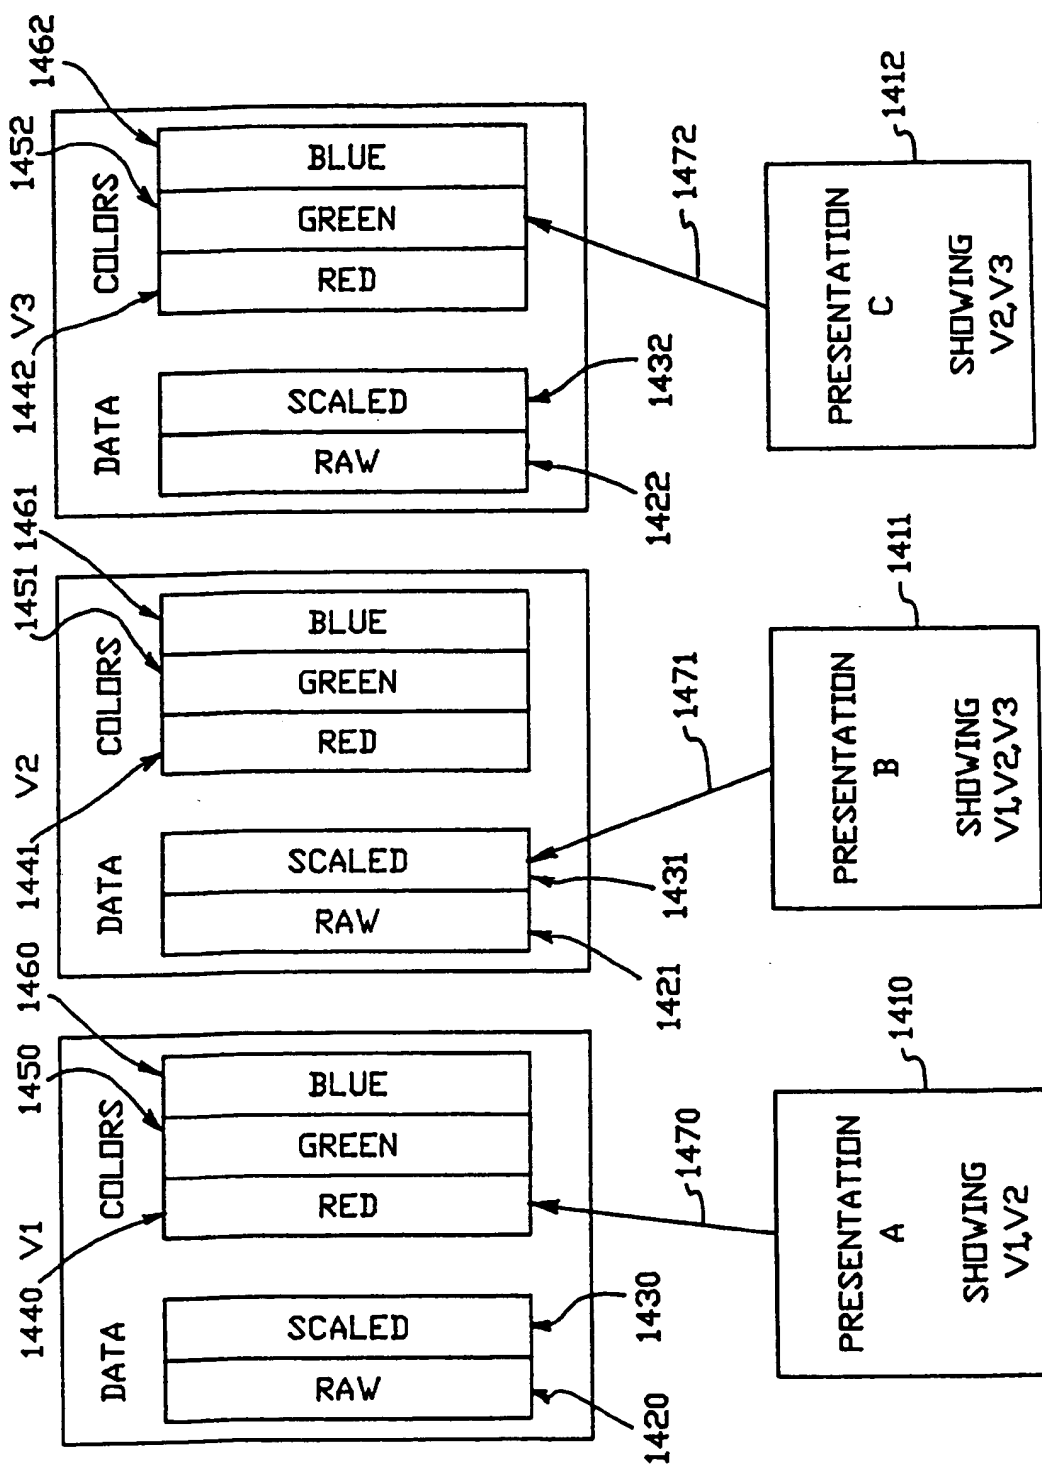 1440
V1
1450
1460
DATA
COLORS
RAW
SCALED
RED
GREEN
BLUE
1420
1430
1470
PRESENTATION
A
SHOWING
V1,V2
1410
1441
V2
1451
1461
DATA
COLORS
RAW
SCALED
RED
GREEN
BLUE
1421
1431
1471
PRESENTATION
B
SHOWING
V1,V2,V3
1411
1442
V3
1452
1462
DATA
COLORS
RAW
SCALED
RED
GREEN
BLUE
1422
1432
1472
PRESENTATION
C
SHOWING
V2,V3
1412